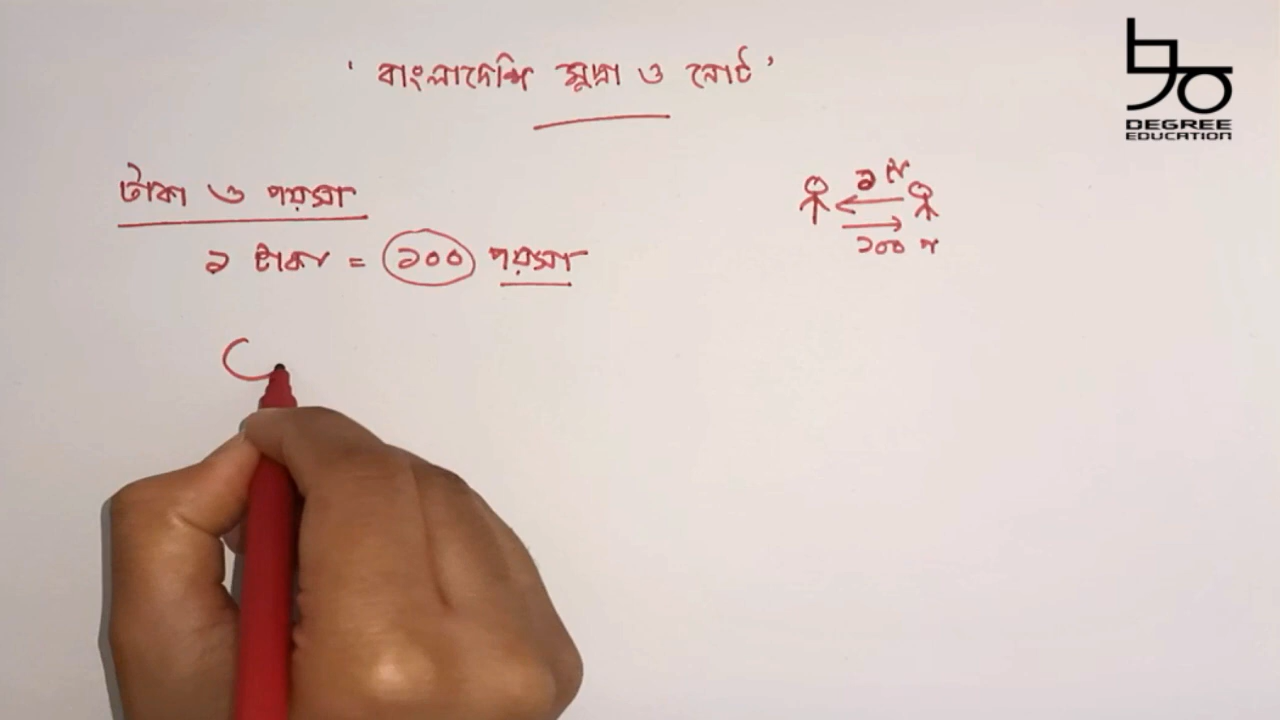 'বাংলাদেশি মুদ্রা ও নোট'
টাকা ও পয়সা
১ টাকা = ১০০ পয়সা
১ ৳
১০০ প
DEGREE
EDUCATION